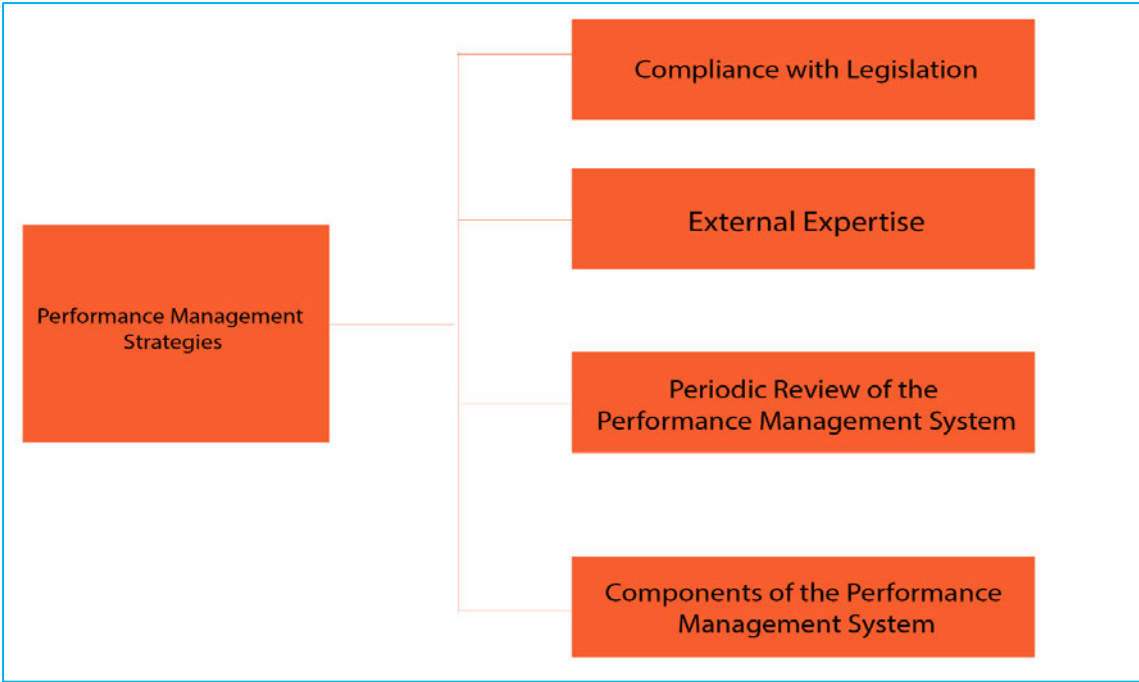 Compliance with Legislation
External Expertise
Performance Management
Strategies
Periodic Review of the
Performance Management System
Components of the Performance
Management System